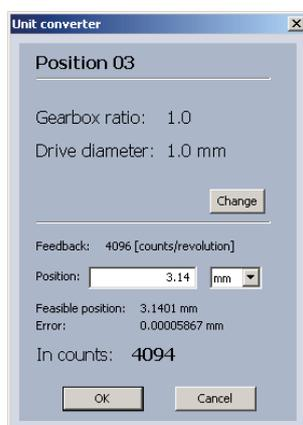 Unit converter
Position 03
Gearbox ratio: 1.0
Drive diameter: 1.0 mm
Change
Feedback: 4096 [counts/revolution]
Position: 3.14 mm
Feasible position: 3.1401 mm
Error: 0.00005867 mm
In counts: 4094
OK Cancel